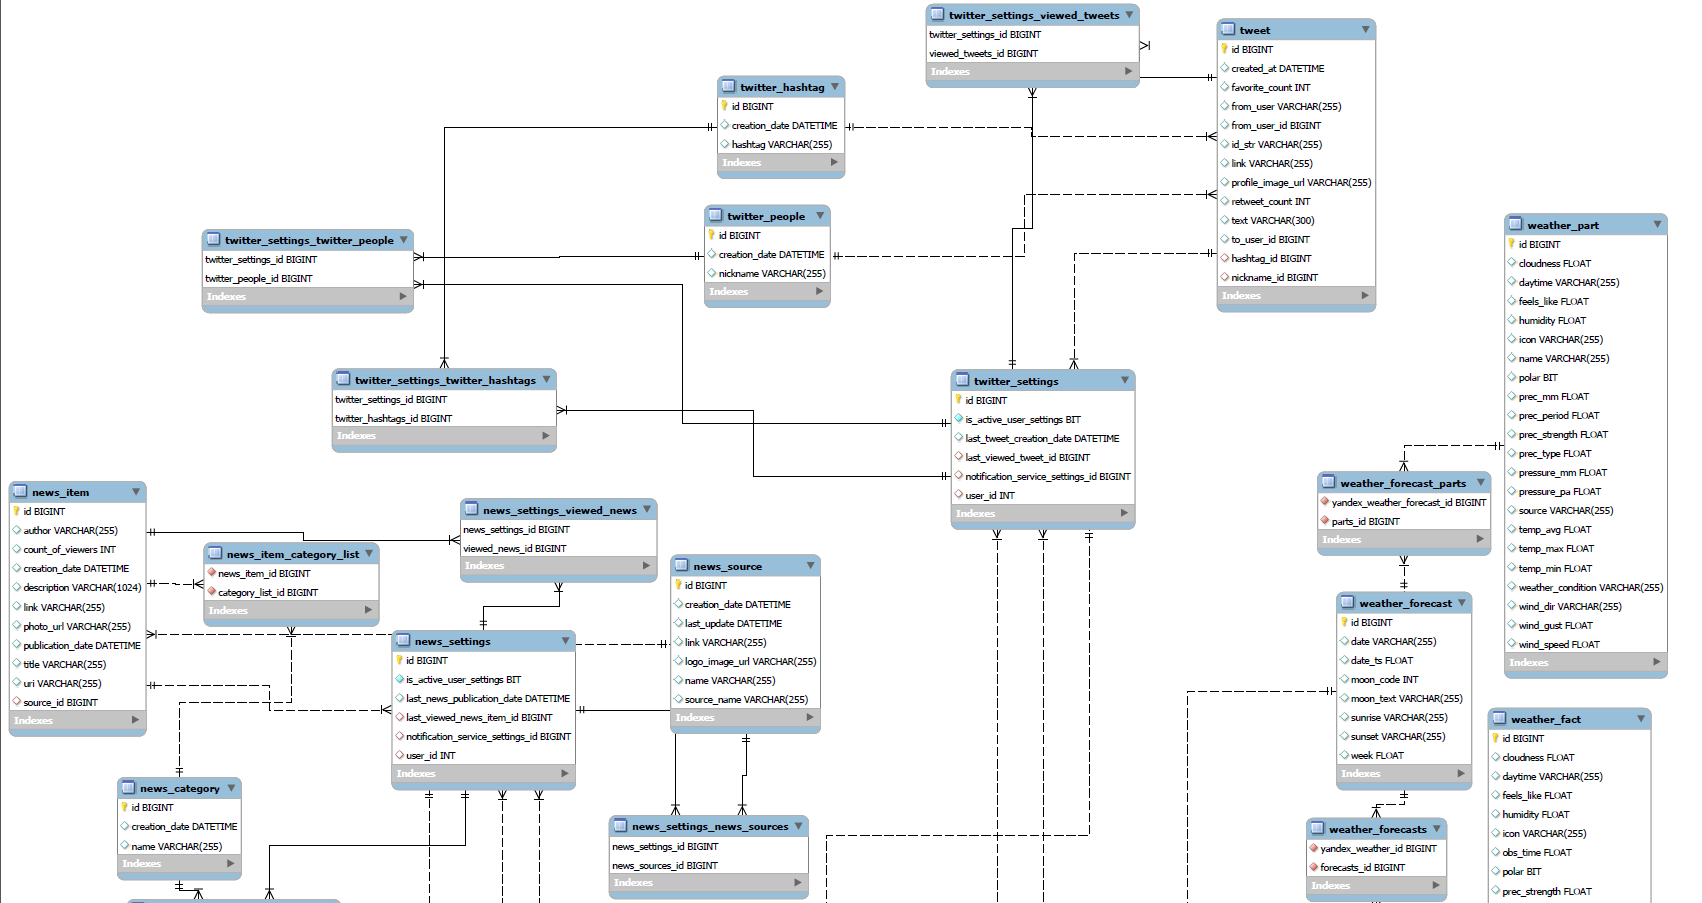 twitter_settings_viewed_tweets
twitter_settings_id BIGINT
viewed_tweets_id BIGINT
Indexes
tweet
id BIGINT
created_at DATETIME
favorite_count INT
from_user VARCHAR(255)
from_user_id BIGINT
id_str VARCHAR(255)
link VARCHAR(255)
profile_image_url VARCHAR(255)
retweet_count INT
text VARCHAR(300)
to_user_id BIGINT
hashtag_id BIGINT
nickname_id BIGINT
Indexes
twitter_hashtag
id BIGINT
creation_date DATETIME
hashtag VARCHAR(255)
Indexes
twitter_people
id BIGINT
creation_date DATETIME
nickname VARCHAR(255)
Indexes
twitter_settings_twitter_people
twitter_settings_id BIGINT
twitter_people_id BIGINT
Indexes
weather_part
id BIGINT
cloudness FLOAT
daytime VARCHAR(255)
feels_like FLOAT
humidity FLOAT
icon VARCHAR(255)
name VARCHAR(255)
polar BIT
prec_mm FLOAT
prec_period FLOAT
prec_strength FLOAT
prec_type FLOAT
pressure_mm FLOAT
pressure_pa FLOAT
source VARCHAR(255)
temp_avg FLOAT
temp_max FLOAT
temp_min FLOAT
weather_condition VARCHAR(255)
wind_dir VARCHAR(255)
wind_gust FLOAT
wind_speed FLOAT
Indexes
twitter_settings_twitter_hashtags
twitter_settings_id BIGINT
twitter_hashtags_id BIGINT
Indexes
twitter_settings
id BIGINT
is_active_user_settings BIT
last_tweet_creation_date DATETIME
last_viewed_tweet_id BIGINT
notification_service_settings_id BIGINT
user_id INT
Indexes
weather_forecast_parts
yandex_weather_forecast_id BIGINT
parts_id BIGINT
Indexes
news_item
id BIGINT
author VARCHAR(255)
count_of_viewers INT
creation_date DATETIME
description VARCHAR(1024)
link VARCHAR(255)
photo_url VARCHAR(255)
publication_date DATETIME
title VARCHAR(255)
uri VARCHAR(255)
source_id BIGINT
Indexes
news_settings_viewed_news
news_settings_id BIGINT
viewed_news_id BIGINT
Indexes
news_item_category_list
news_item_id BIGINT
category_list_id BIGINT
Indexes
news_source
id BIGINT
creation_date DATETIME
last_update DATETIME
link VARCHAR(255)
logo_image_url VARCHAR(255)
name VARCHAR(255)
source_name VARCHAR(255)
Indexes
weather_forecast
id BIGINT
date VARCHAR(255)
date_ts FLOAT
moon_code INT
moon_text VARCHAR(255)
sunrise VARCHAR(255)
sunset VARCHAR(255)
week FLOAT
Indexes
news_settings
id BIGINT
is_active_user_settings BIT
last_news_publication_date DATETIME
last_viewed_news_item_id BIGINT
notification_service_settings_id BIGINT
user_id INT
Indexes
weather_fact
id BIGINT
cloudness FLOAT
daytime VARCHAR(255)
feels_like FLOAT
humidity FLOAT
icon VARCHAR(255)
obs_time FLOAT
polar BIT
prec_strength FLOAT
news_category
id BIGINT
creation_date DATETIME
name VARCHAR(255)
Indexes
news_settings_news_sources
news_settings_id BIGINT
news_sources_id BIGINT
Indexes
weather_forecasts
yandex_weather_id BIGINT
forecasts_id BIGINT
Indexes